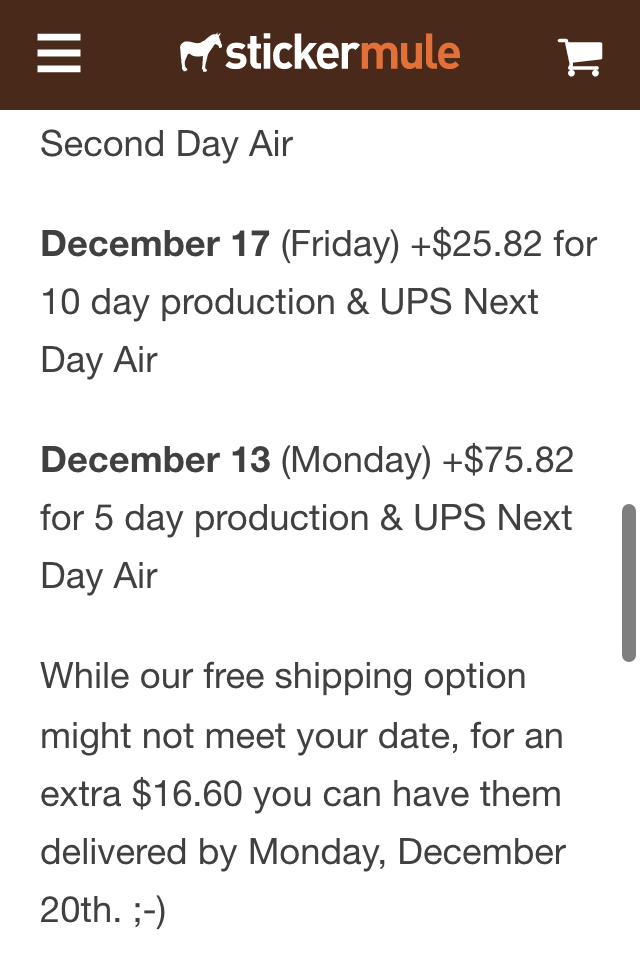 stickermule
Second Day Air
December 17 (Friday) +$25.82 for
10 day production & UPS Next
Day Air
December 13 (Monday) +$75.82
for 5 day production & UPS Next
Day Air
While our free shipping option
might not meet your date, for an
extra $16.60 you can have them
delivered by Monday, December
20th. ;-)